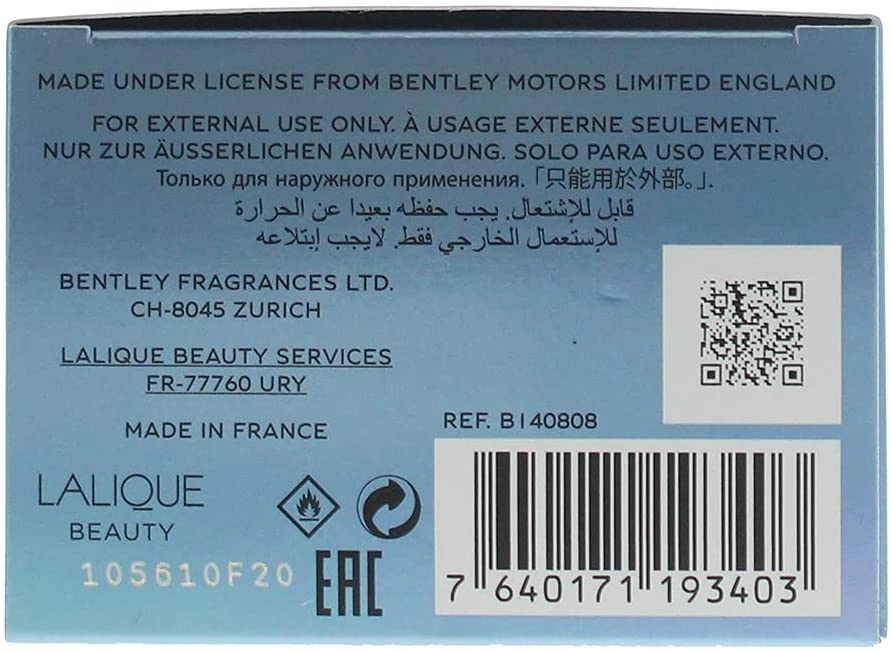 MADE UNDER LICENSE FROM BENTLEY MOTORS LIMITED ENGLAND
FOR EXTERNAL USE ONLY. À USAGE EXTERNE SEULEMENT.
NUR ZUR ÄUSSERLICHEN ANWENDUNG. SOLO PARA USO EXTERNO.
Только для наружного применения. 「只能用於外部。」.
قابل للإشتعال. يجب حفظه بعيدا عن الحرارة
للإستعمال الخارجي فقط. لايجب إبتلاعه
BENTLEY FRAGRANCES LTD.
CH-8045 ZURICH
LALIQUE BEAUTY SERVICES
FR-77760 URY
MADE IN FRANCE
REF. B140808
LALIQUE
BEAUTY
105610F20
EAC
7 640171 193403